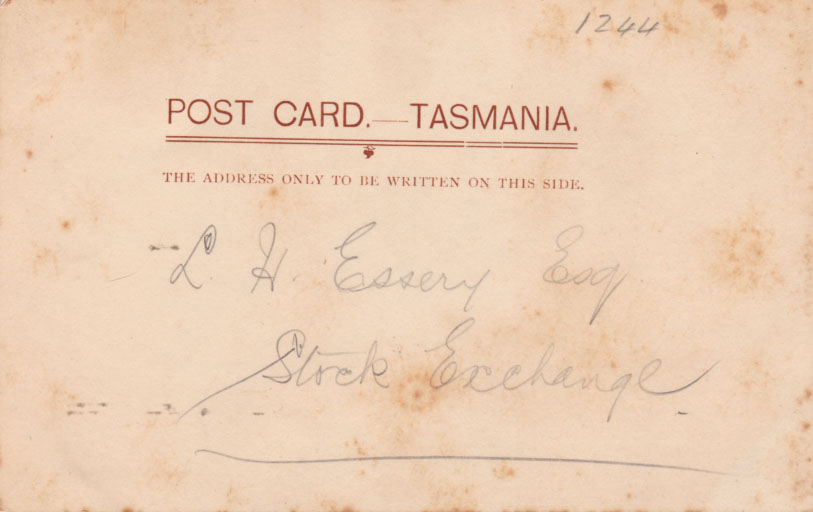 1244
POST CARD.—TASMANIA.
THE ADDRESS ONLY TO BE WRITTEN ON THIS SIDE.
L. H. Essery Esq
Stock Exchange